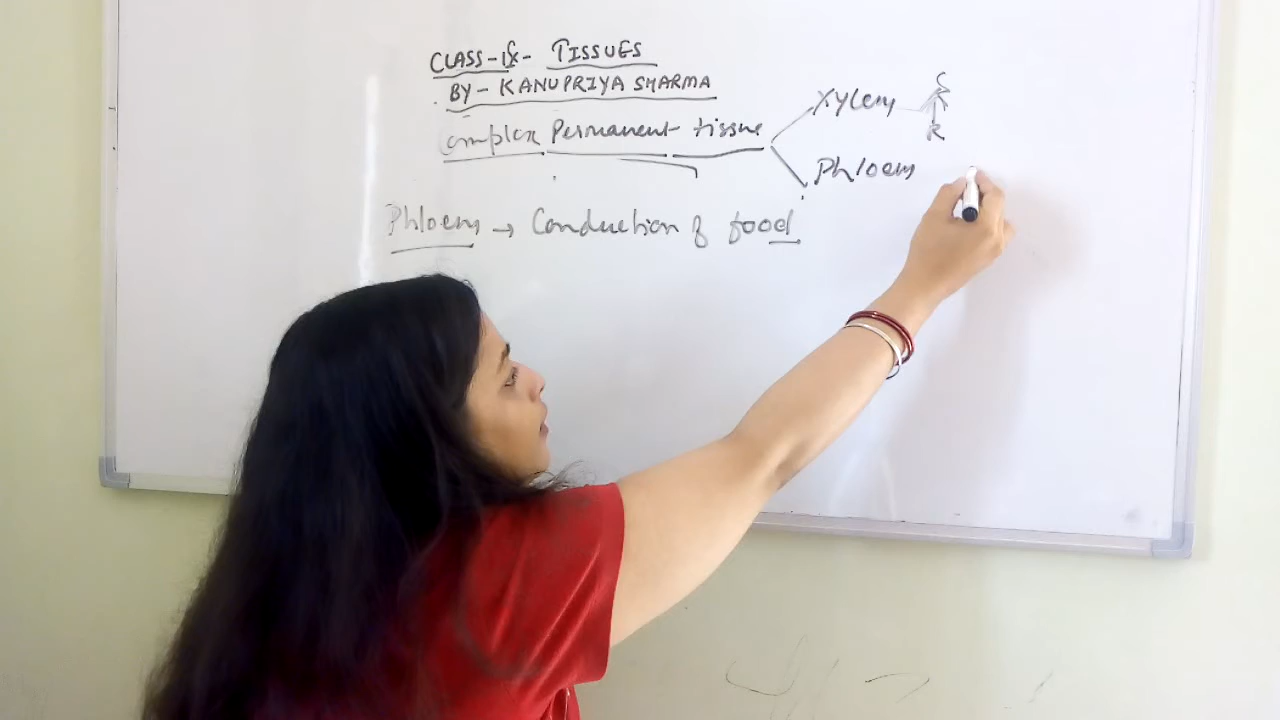 CLASS-IX- TISSUES
BY- KANUPRIYA SHARMA
Complex Permanent tissue
Xylem
S
R
Phloem
Phloem → Conduction of food